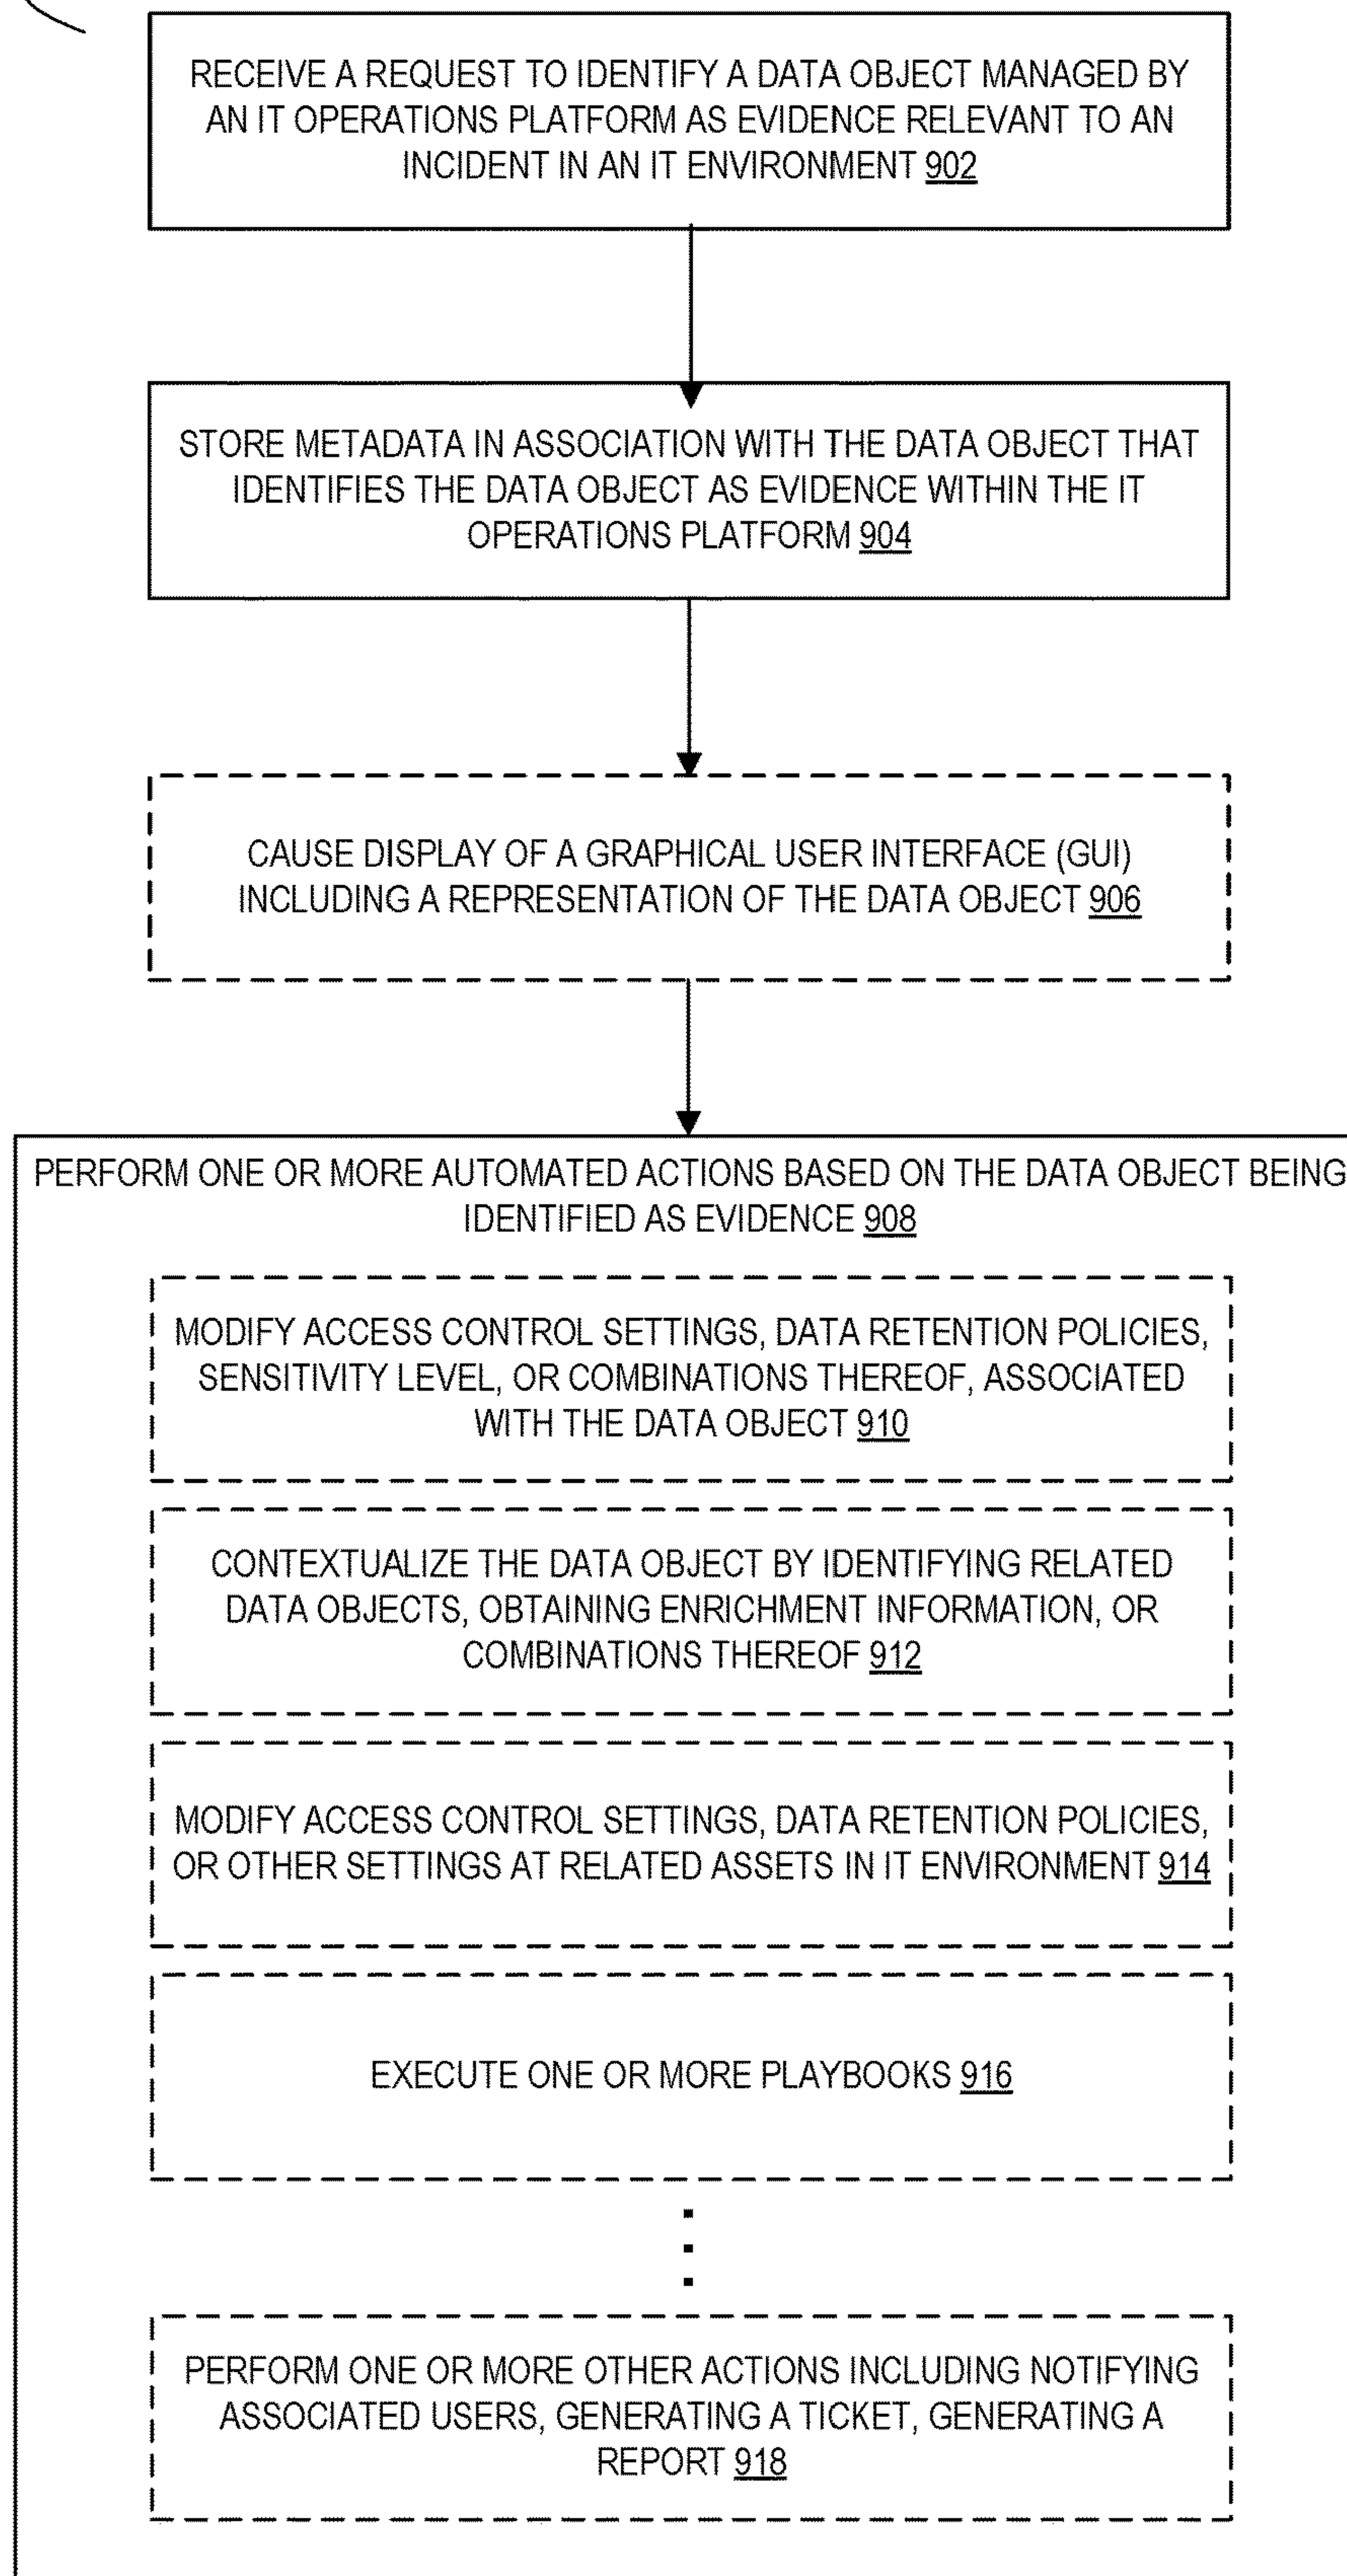 RECEIVE A REQUEST TO IDENTIFY A DATA OBJECT MANAGED BY
AN IT OPERATIONS PLATFORM AS EVIDENCE RELEVANT TO AN
INCIDENT IN AN IT ENVIRONMENT 902
STORE METADATA IN ASSOCIATION WITH THE DATA OBJECT THAT
IDENTIFIES THE DATA OBJECT AS EVIDENCE WITHIN THE IT
OPERATIONS PLATFORM 904
CAUSE DISPLAY OF A GRAPHICAL USER INTERFACE (GUI)
INCLUDING A REPRESENTATION OF THE DATA OBJECT 906
PERFORM ONE OR MORE AUTOMATED ACTIONS BASED ON THE DATA OBJECT BEING
IDENTIFIED AS EVIDENCE 908
MODIFY ACCESS CONTROL SETTINGS, DATA RETENTION POLICIES,
SENSITIVITY LEVEL, OR COMBINATIONS THEREOF, ASSOCIATED
WITH THE DATA OBJECT 910
CONTEXTUALIZE THE DATA OBJECT BY IDENTIFYING RELATED
DATA OBJECTS, OBTAINING ENRICHMENT INFORMATION, OR
COMBINATIONS THEREOF 912
MODIFY ACCESS CONTROL SETTINGS, DATA RETENTION POLICIES,
OR OTHER SETTINGS AT RELATED ASSETS IN IT ENVIRONMENT 914
EXECUTE ONE OR MORE PLAYBOOKS 916
PERFORM ONE OR MORE OTHER ACTIONS INCLUDING NOTIFYING
ASSOCIATED USERS, GENERATING A TICKET, GENERATING A
REPORT 918